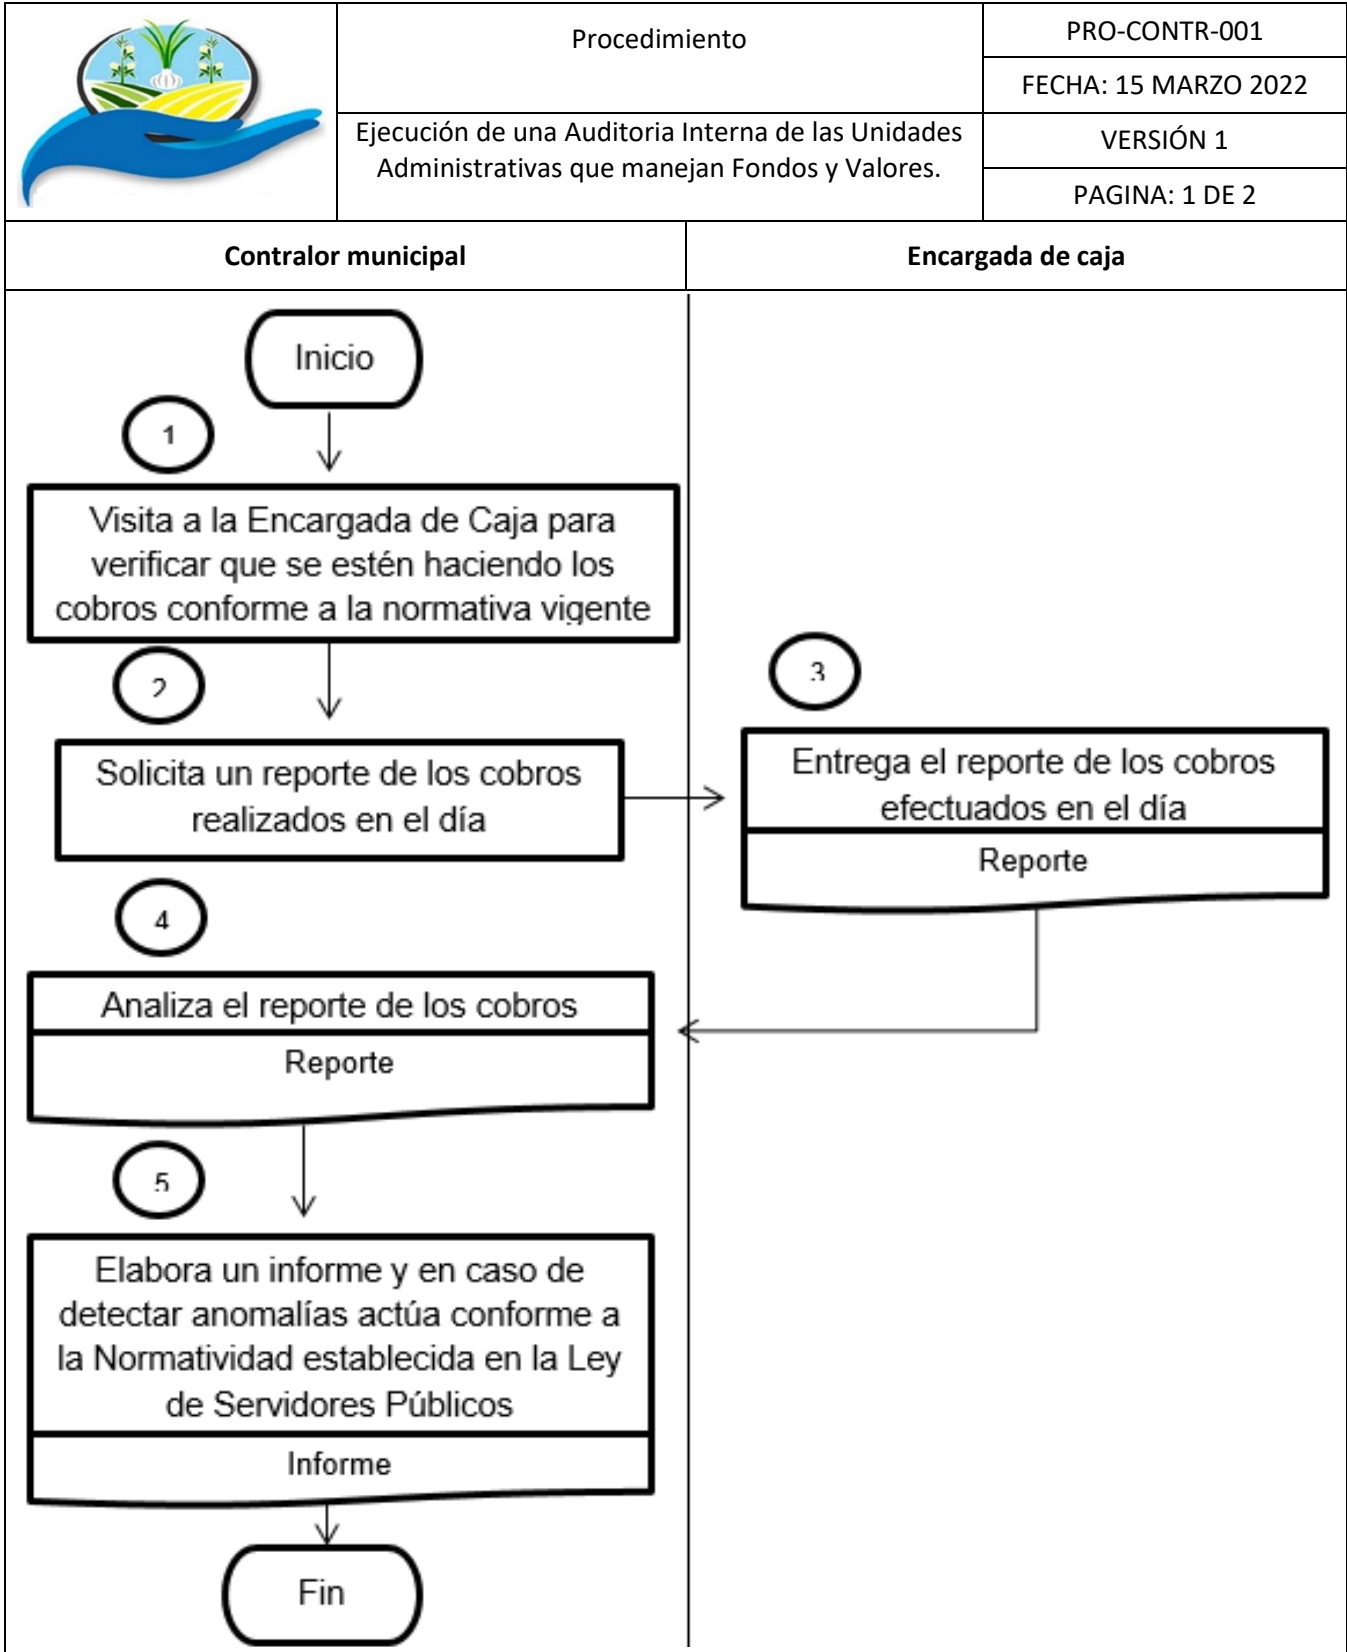 Procedimiento
PRO-CONTR-001
FECHA: 15 MARZO 2022
Ejecución de una Auditoria Interna de las Unidades
Administrativas que manejan Fondos y Valores.
VERSIÓN 1
PAGINA: 1 DE 2
Contralor municipal
Encargada de caja
Inicio
1
Visita a la Encargada de Caja para
verificar que se estén haciendo los
cobros conforme a la normativa vigente
2
Solicita un reporte de los cobros
realizados en el día
3
Entrega el reporte de los cobros
efectuados en el día
Reporte
4
Analiza el reporte de los cobros
Reporte
5
Elabora un informe y en caso de
detectar anomalías actúa conforme a
la Normatividad establecida en la Ley
de Servidores Públicos
Informe
Fin